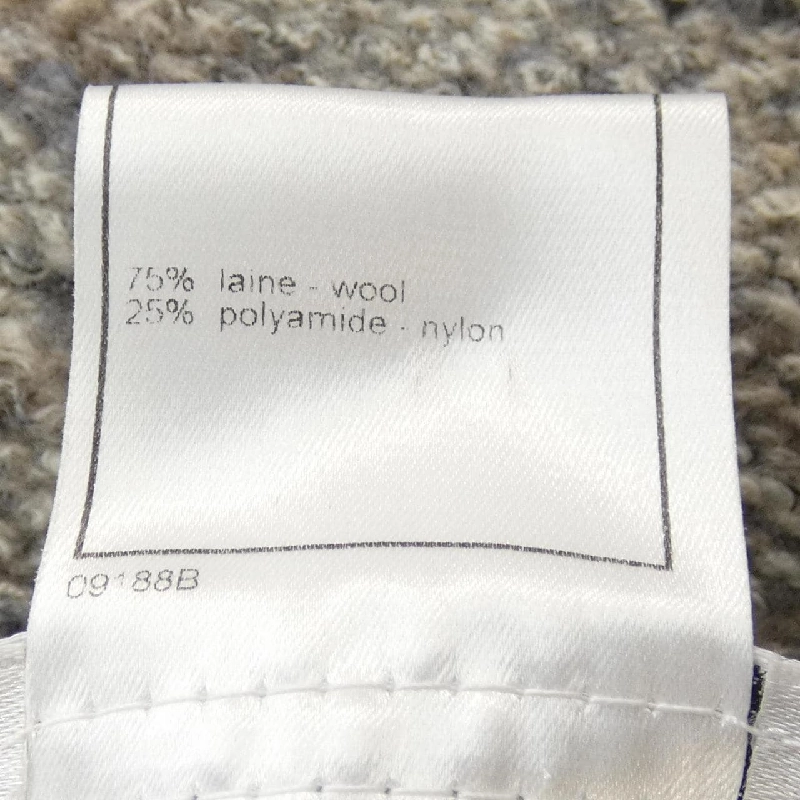 75% laine - wool
25% polyamide - nylon
09188B